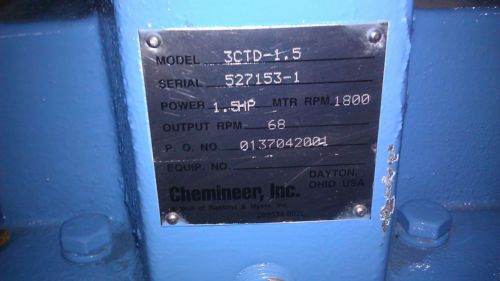 MODEL 3CTD-1.5
SERIAL 527153-1
POWER 1.5HP MTR RPM 1800
OUTPUT RPM 68
P. O. NO. 0137042001
EQUIP. NO.
Chemineer, Inc.
DAYTON,
OHIO USA